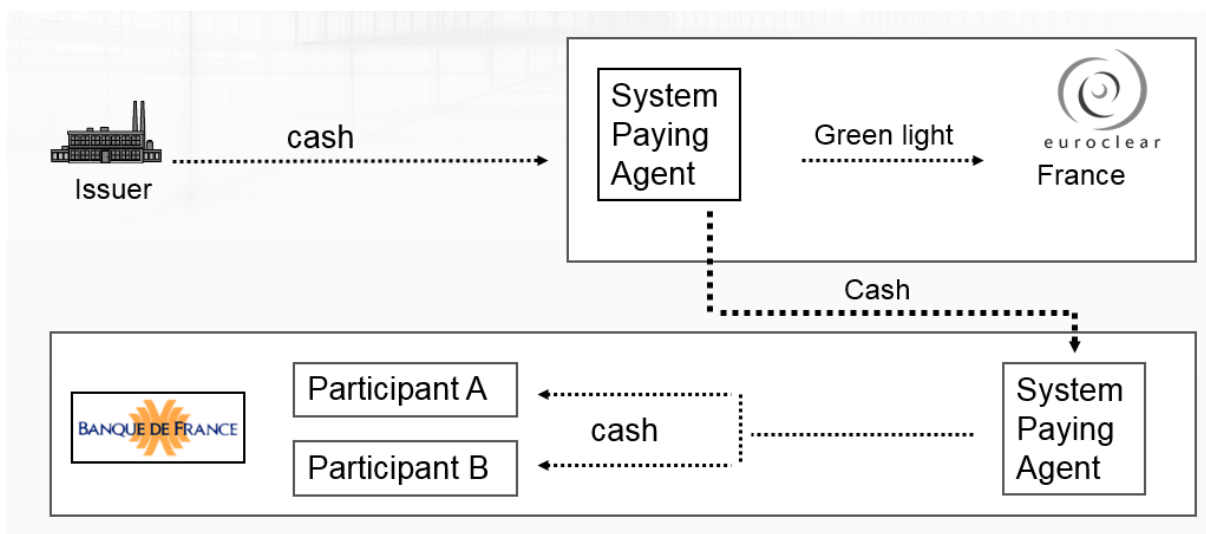 cash
Issuer
System
Paying
Agent
Green light
euroclear
France
Cash
BANQUE DE FRANCE
Participant A
Participant B
cash
System
Paying
Agent